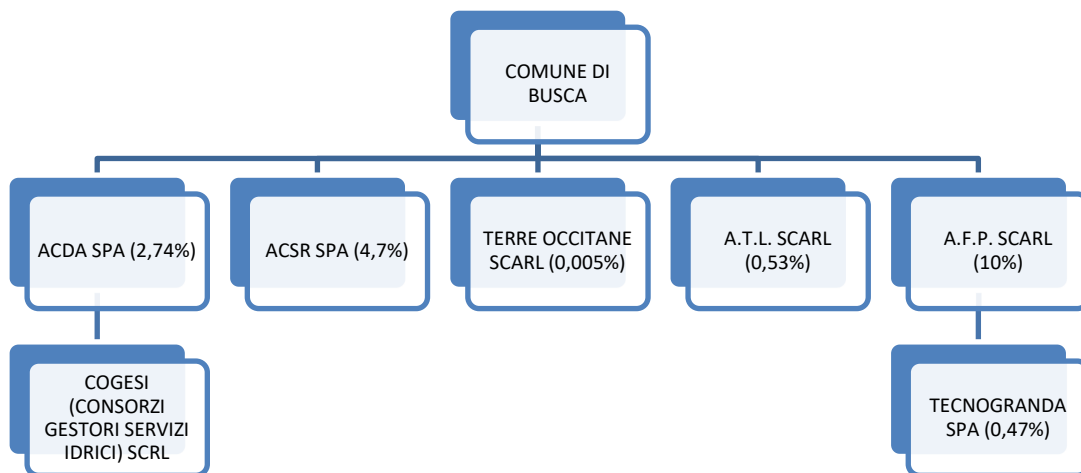 COMUNE DI
BUSCA
ACDA SPA (2,74%)
ACSR SPA (4,7%)
TERRE OCCITANE
SCARL (0,005%)
A.T.L. SCARL
(0,53%)
A.F.P. SCARL
(10%)
COGESI
(CONSORZI
GESTORI SERVIZI
IDRICI) SCRL
TECNOGRANDA
SPA (0,47%)